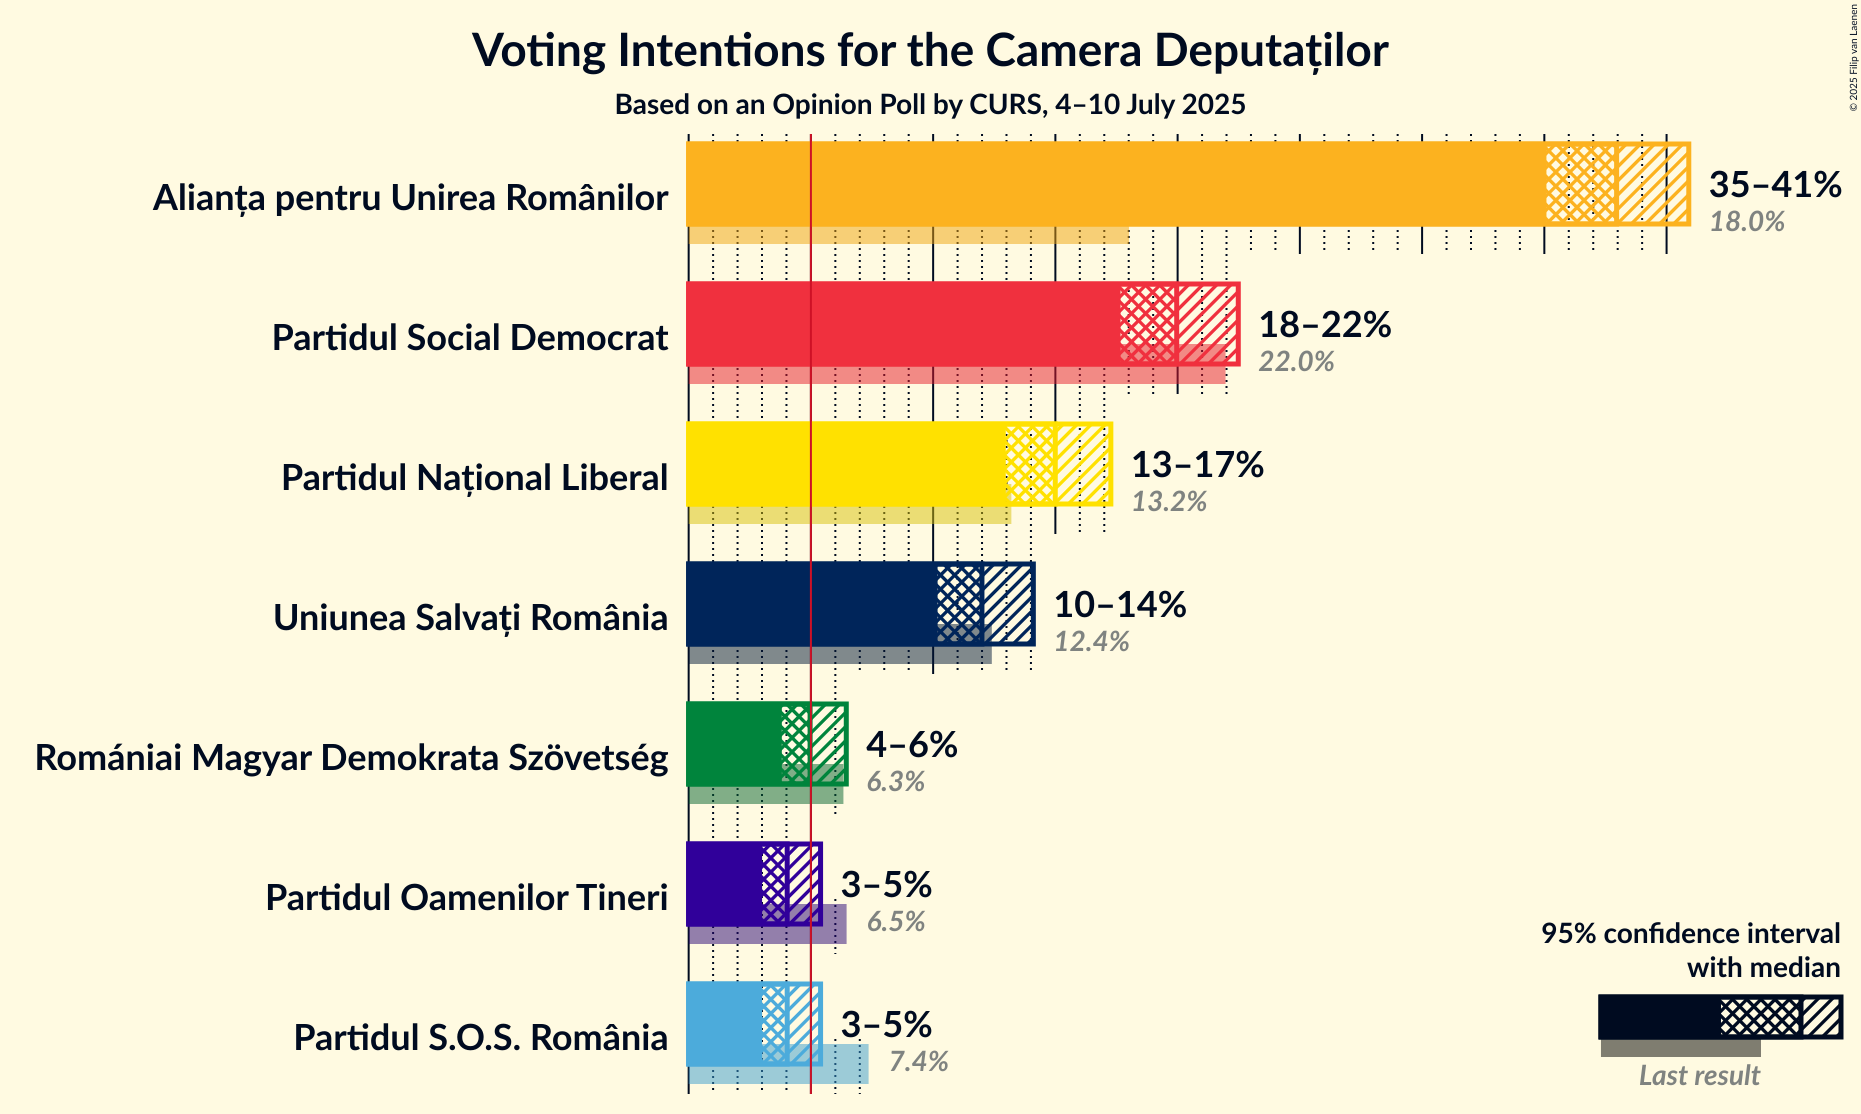 Voting Intentions for the Camera Deputaților
Based on an Opinion Poll by CURS, 4–10 July 2025
© 2025 Filip van Laenen
Alianța pentru Unirea Românilor
35–41%
18.0%
Partidul Social Democrat
18–22%
22.0%
Partidul Național Liberal
13–17%
13.2%
Uniunea Salvați România
10–14%
12.4%
Romániai Magyar Demokrata Szövetség
4–6%
6.3%
Partidul Oamenilor Tineri
3–5%
6.5%
Partidul S.O.S. România
3–5%
7.4%
95% confidence interval
with median
Last result